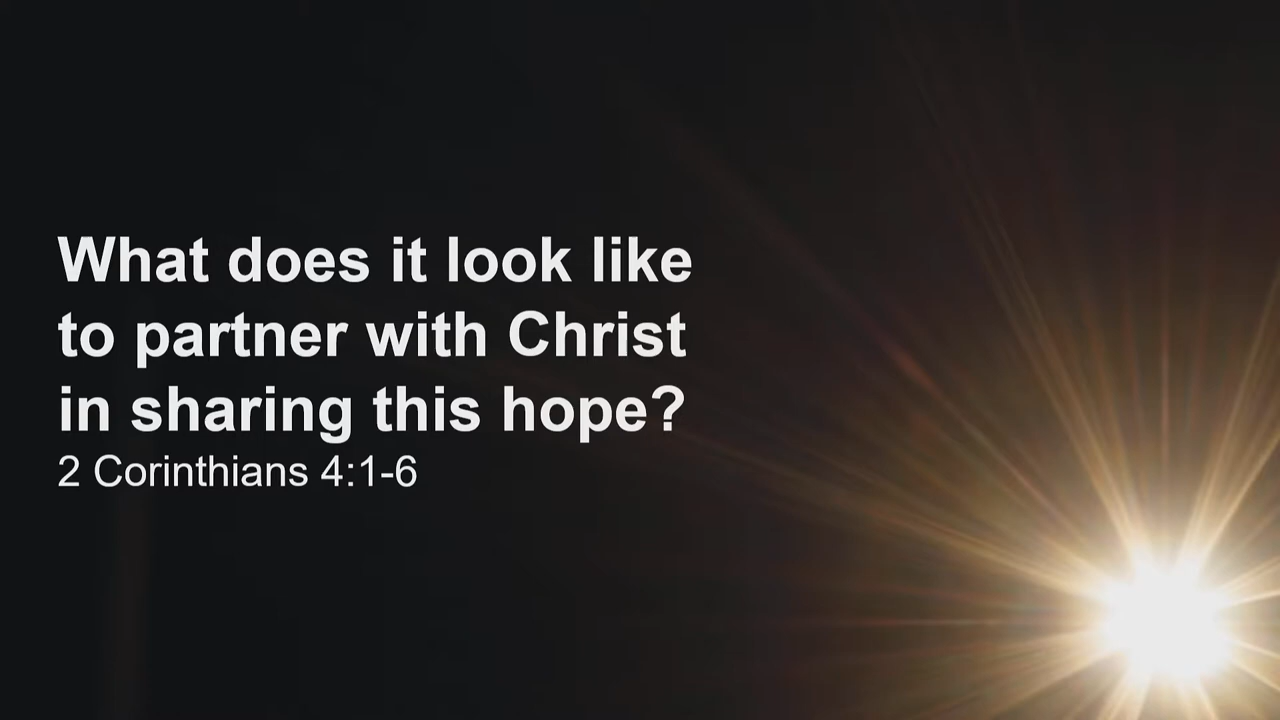 What does it look like
to partner with Christ
in sharing this hope?
2 Corinthians 4:1-6